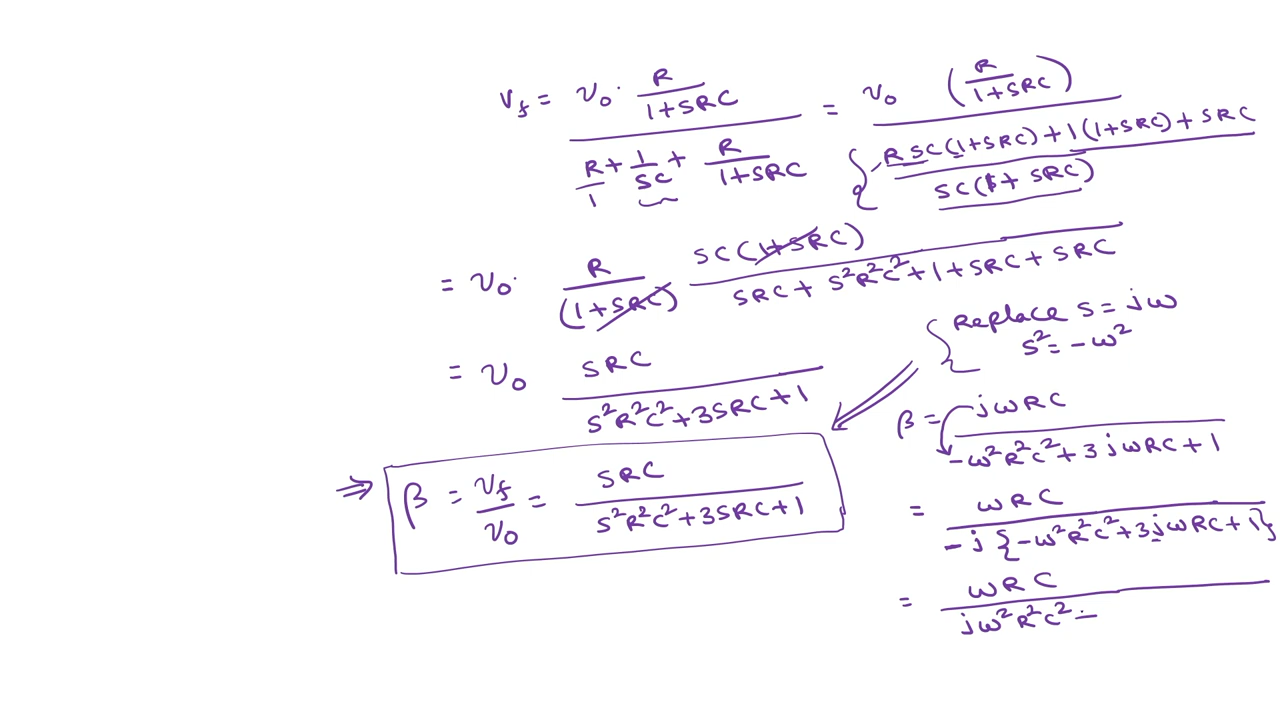 v_f = v_o · R/(1+SRC) / (R/1 + 1/SC + R/(1+SRC)) = v_o (R/(1+SRC)) / {RSC(1+SRC)+1(1+SRC)+SRC / SC(1+SRC)
= v_o · R/(1+SRC) SC(1+SRC)/(SRC + S²R²C² + 1 + SRC + SRC)
{Replace S = jω
S² = -ω²
= v_o SRC/(S²R²C² + 3SRC + 1)
β = jωRC/(-ω²R²C² + 3jωRC + 1)
⇒ β = v_f/v_o = SRC/(S²R²C² + 3SRC + 1)
= ωRC/(-j{-ω²R²C² + 3jωRC + 1})
= ωRC/(jω²R²C² -